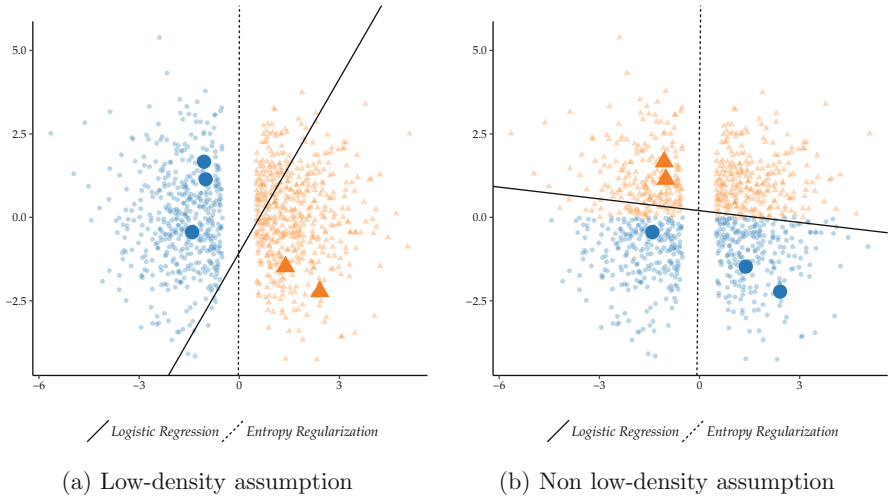 5.0
2.5
0.0
−2.5
−6
−3
0
3
Logistic Regression
Entropy Regularization
(a) Low-density assumption
5.0
2.5
0.0
−2.5
−6
−3
0
3
Logistic Regression
Entropy Regularization
(b) Non low-density assumption